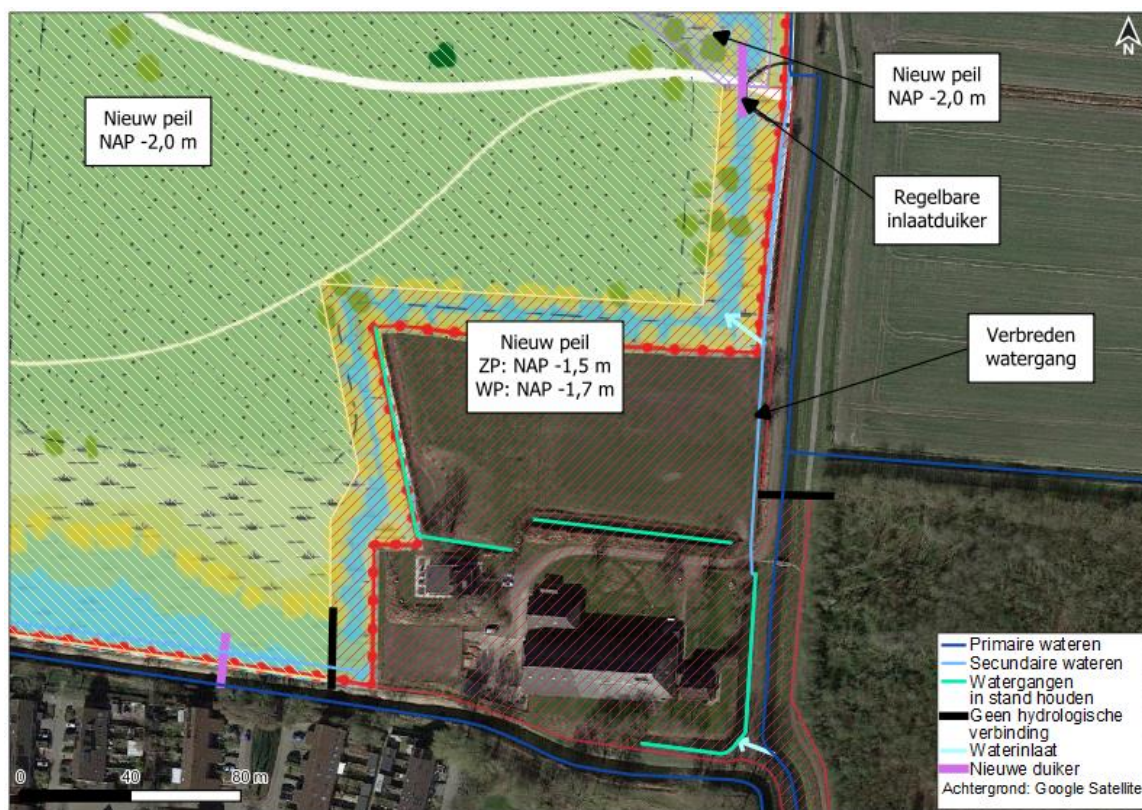 N
Nieuw peil
NAP -2,0 m
Nieuw peil
NAP -2,0 m
Regelbare
inlaatduiker
Nieuw peil
ZP: NAP -1,5 m
WP: NAP -1,7 m
Verbreden
watergang
Primaire wateren
Secundaire wateren
Watergangen
in stand houden
Geen hydrologische
verbinding
Waterinlaat
Nieuwe duiker
Achtergrond: Google Satellite
0 40 80 m